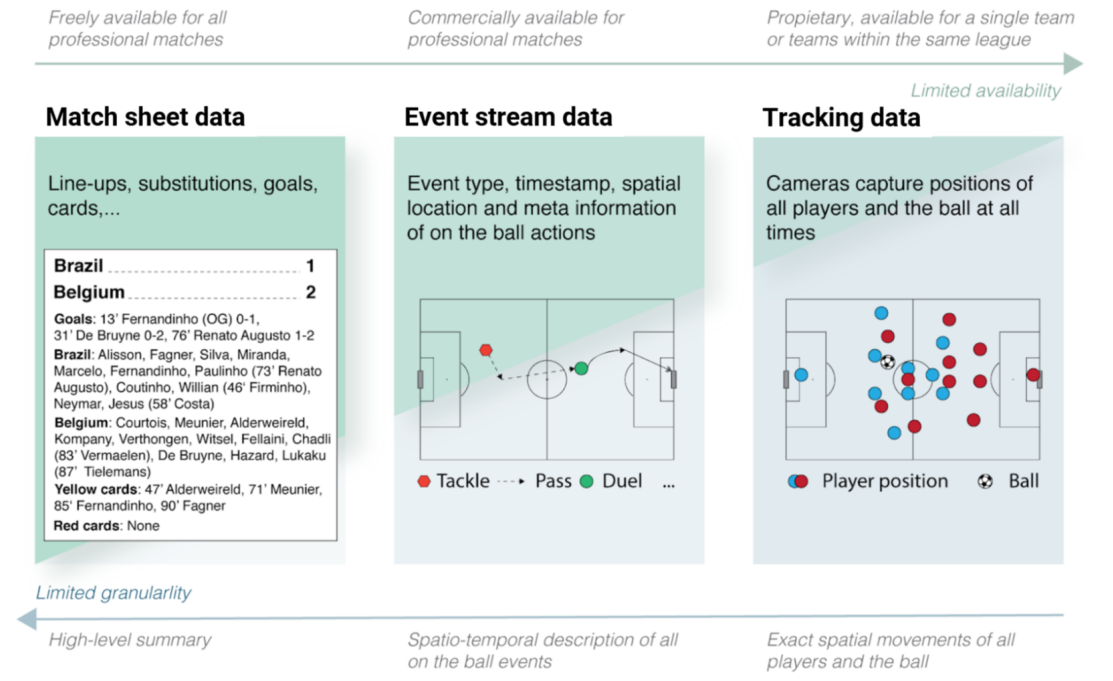 Freely available for all
professional matches
Commercially available for
professional matches
Propietary, available for a single team
or teams within the same league
Limited availability
Match sheet data
Line-ups, substitutions, goals,
cards,...
Brazil 1
Belgium 2
Goals: 13' Fernandinho (OG) 0-1,
31' De Bruyne 0-2, 76' Renato Augusto 1-2
Brazil: Alisson, Fagner, Silva, Miranda,
Marcelo, Fernandinho, Paulinho (73' Renato
Augusto), Coutinho, Willian (46' Firminho),
Neymar, Jesus (58' Costa)
Belgium: Courtois, Meunier, Alderweireld,
Kompany, Verthongen, Witsel, Fellaini, Chadli
(83' Vermaelen), De Bruyne, Hazard, Lukaku
(87' Tielemans)
Yellow cards: 47' Alderweireld, 71' Meunier,
85' Fernandinho, 90' Fagner
Red cards: None
Event stream data
Event type, timestamp, spatial
location and meta information
of on the ball actions
Tackle Pass Duel ...
Tracking data
Cameras capture positions of
all players and the ball at all
times
Player position Ball
Limited granularlity
High-level summary
Spatio-temporal description of all
on the ball events
Exact spatial movements of all
players and the ball